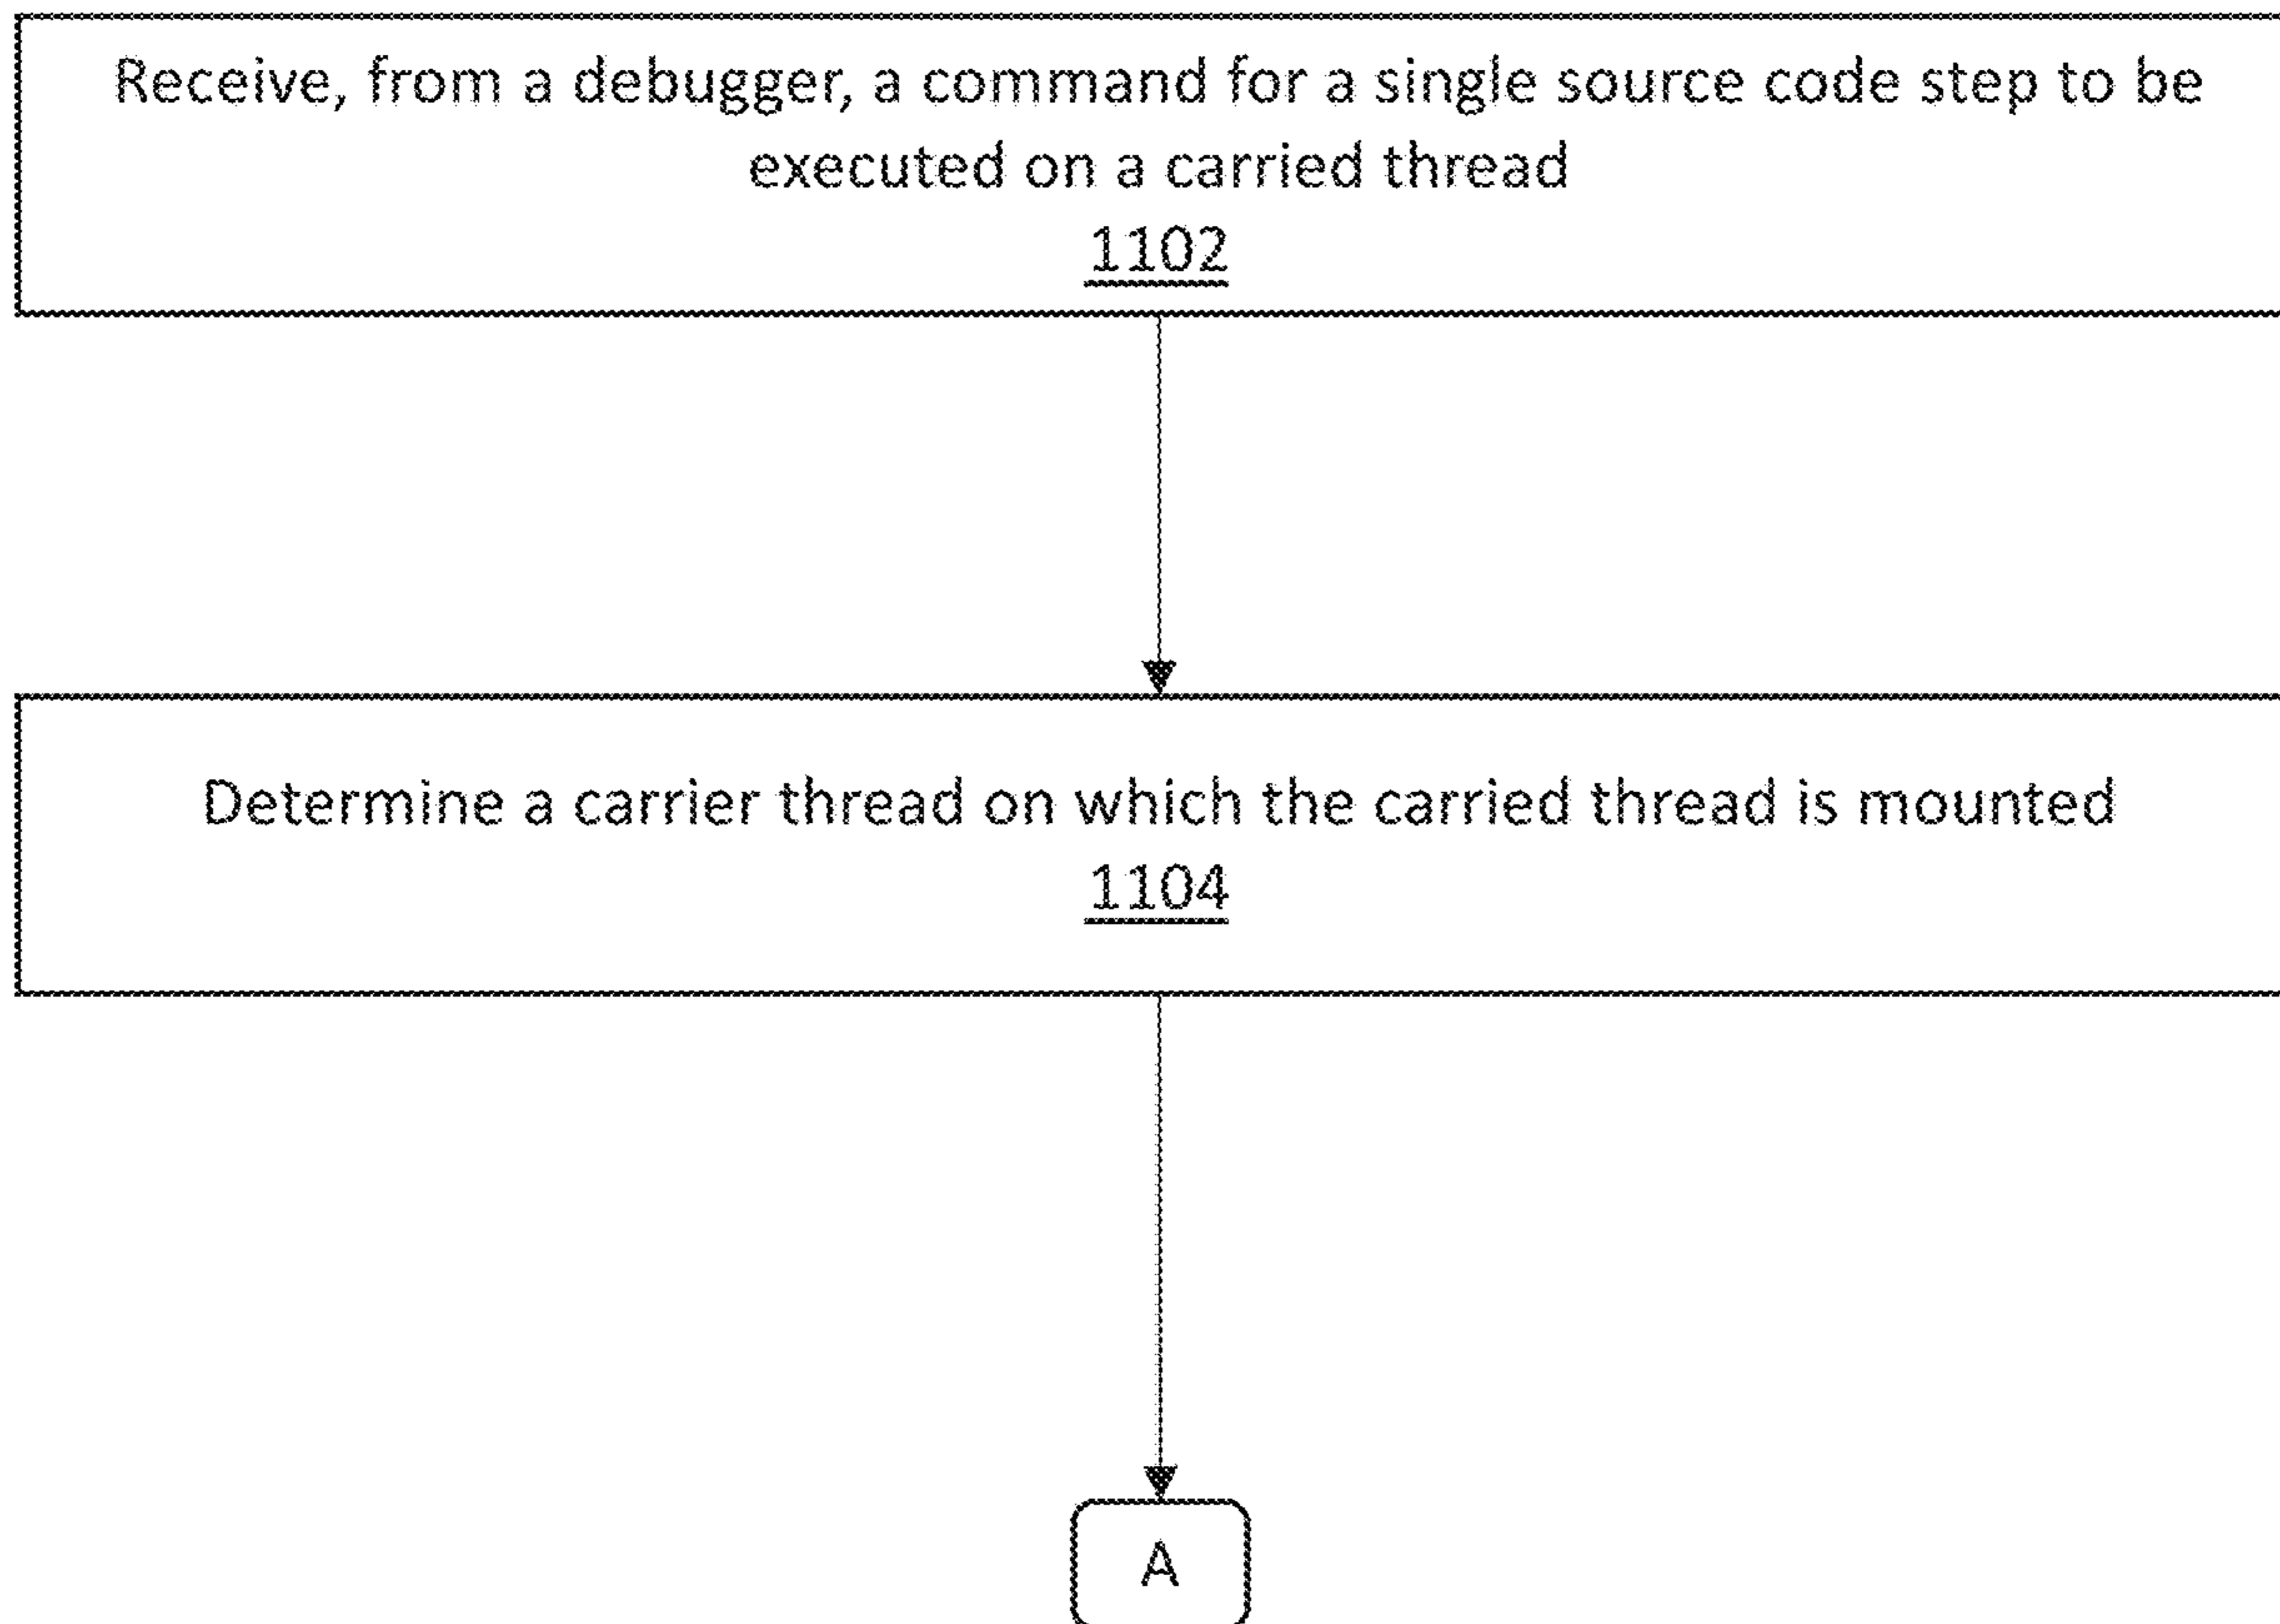 Receive, from a debugger, a command for a single source code step to be
executed on a carried thread
1102
Determine a carrier thread on which the carried thread is mounted
1104
A